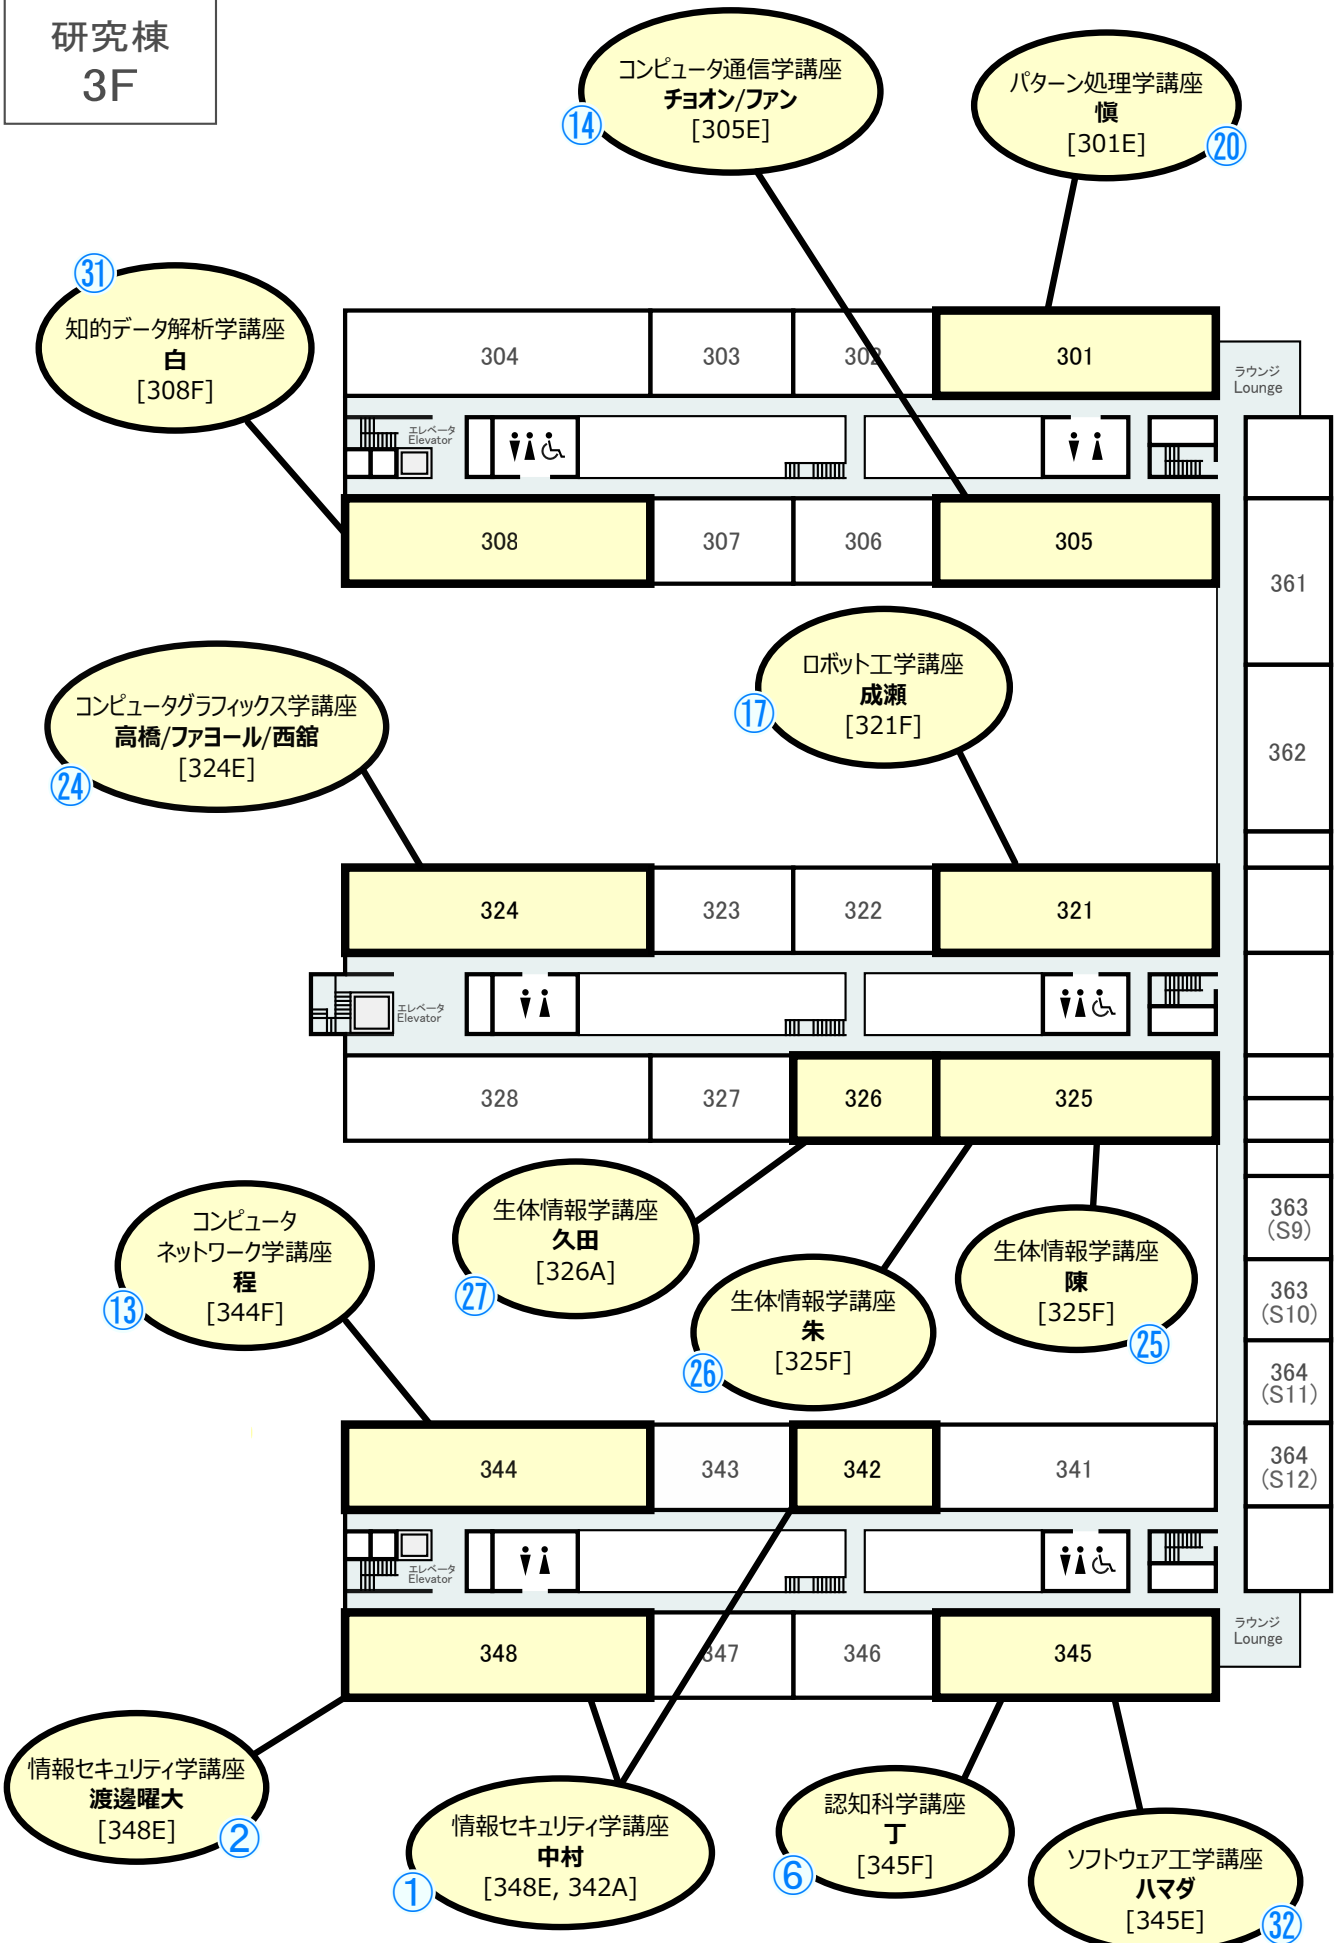 研究棟
3F
コンピュータ通信学講座
チョオン/ファン
[305E]
⑭
パターン処理学講座
愼
[301E]
⑳
㉛
知的データ解析学講座
白
[308F]
304
303
302
301
ラウンジ
Lounge
エレベータ
Elevator
308
307
306
305
361
ロボット工学講座
成瀬
[321F]
⑰
コンピュータグラフィックス学講座
高橋/ファヨール/西舘
[324E]
㉔
362
324
323
322
321
エレベータ
Elevator
328
327
326
325
生体情報学講座
久田
[326A]
㉗
生体情報学講座
朱
[325F]
㉖
生体情報学講座
陳
[325F]
㉕
コンピュータ
ネットワーク学講座
程
[344F]
⑬
363
(S9)
363
(S10)
364
(S11)
364
(S12)
344
343
342
341
エレベータ
Elevator
348
347
346
345
ラウンジ
Lounge
情報セキュリティ学講座
渡邊曜大
[348E]
②
情報セキュリティ学講座
中村
[348E, 342A]
①
認知科学講座
丁
[345F]
⑥
ソフトウェア工学講座
ハマダ
[345E]
㉜